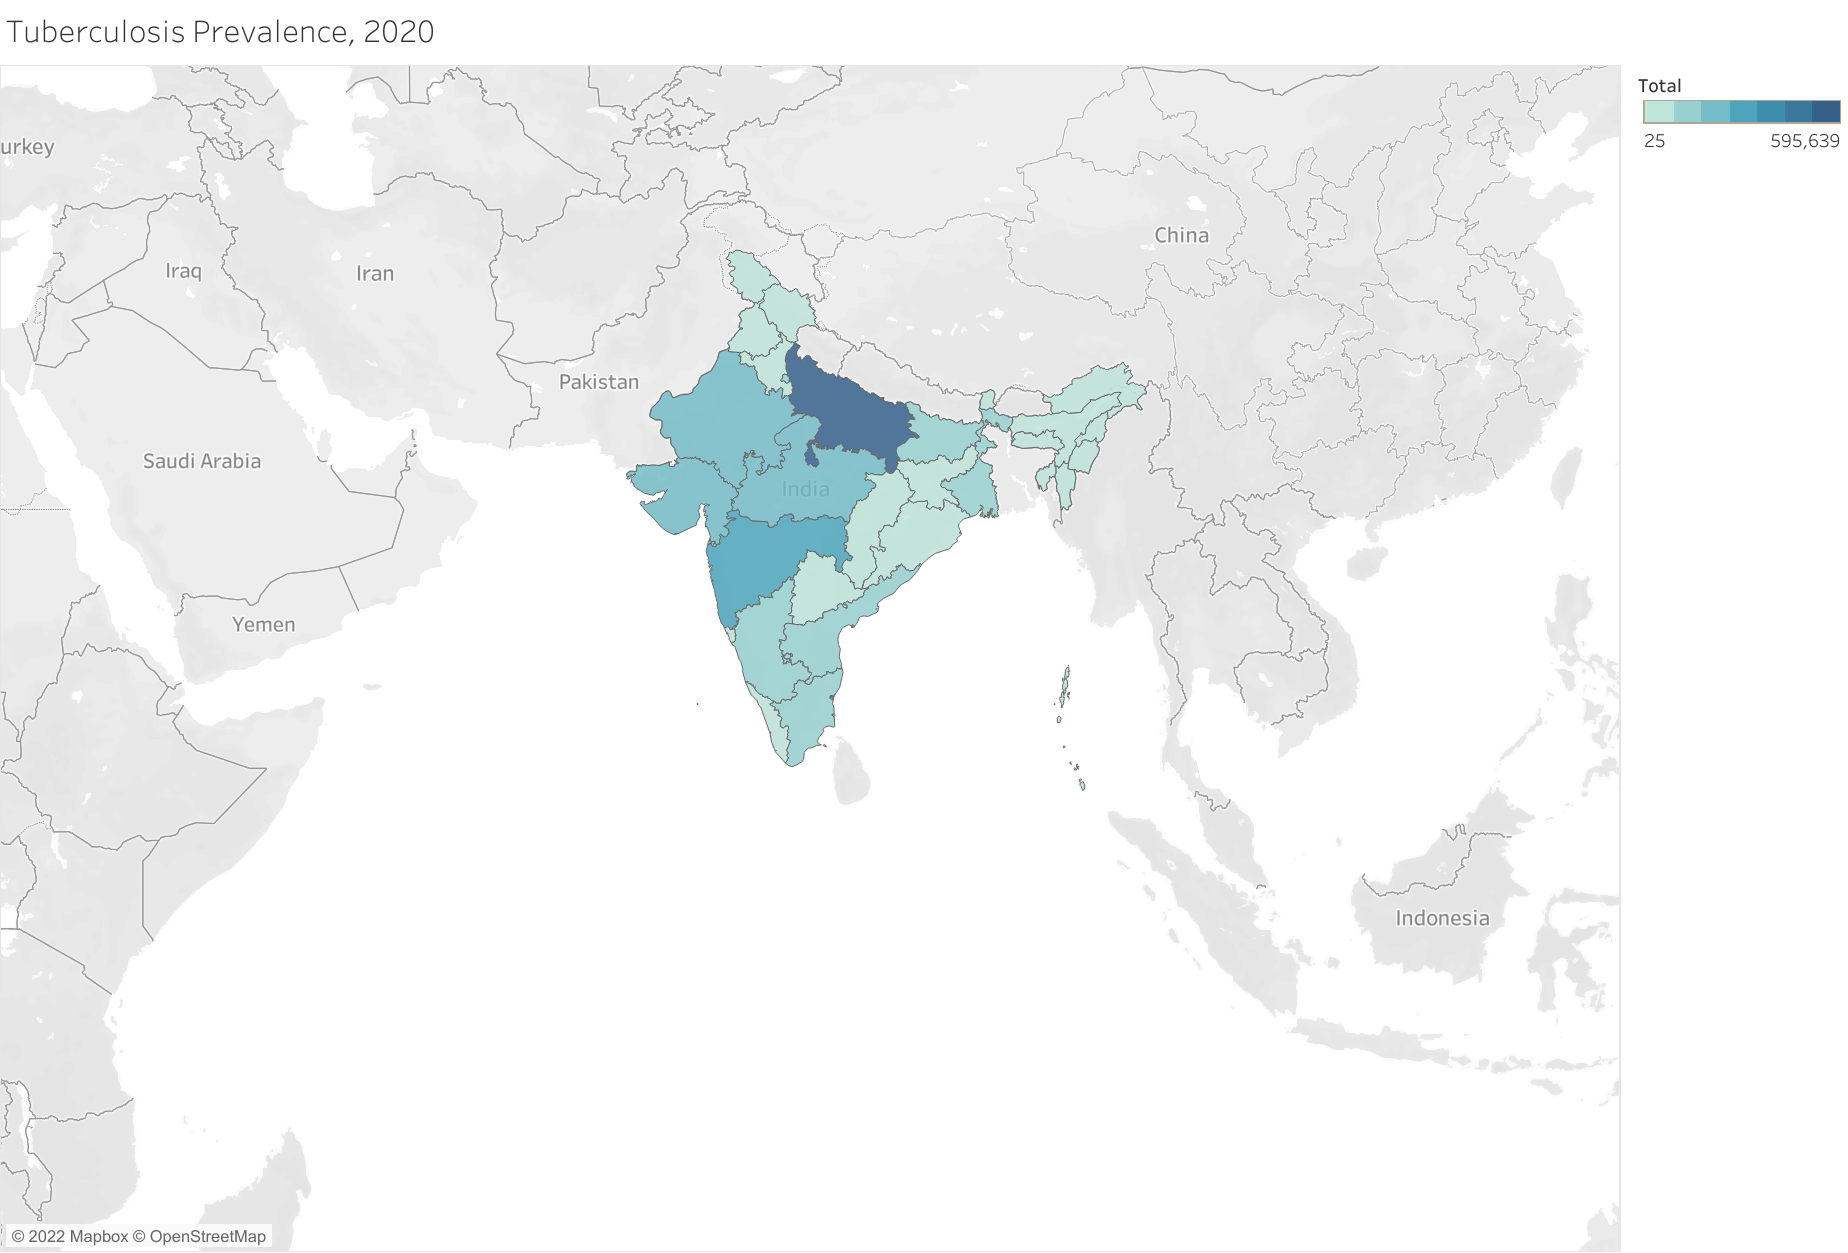 Tuberculosis Prevalence, 2020
Total
25 595,639
urkey
China
Iraq
Iran
Pakistan
Saudi Arabia
India
Yemen
Indonesia
© 2022 Mapbox © OpenStreetMap